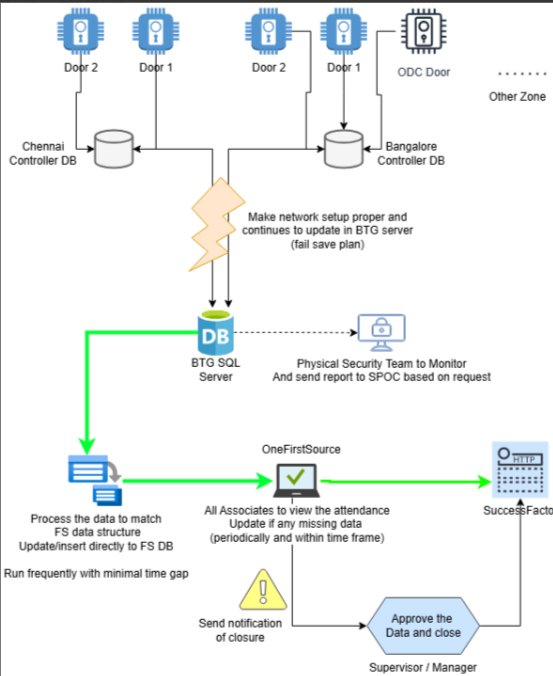 Door 2
Door 1
Door 2
Door 1
ODC Door
Other Zone
Chennai
Controller DB
Bangalore
Controller DB
Make network setup proper and
continues to update in BTG server
(fail save plan)
DB
BTG SQL
Server
Physical Security Team to Monitor
And send report to SPOC based on request
OneFirstSource
HTTP
SuccessFacto
Process the data to match
FS data structure
Update/insert directly to FS DB
Run frequently with minimal time gap
All Associates to view the attendance
Update if any missing data
(periodically and within time frame)
Send notification
of closure
Approve the
Data and close
Supervisor / Manager